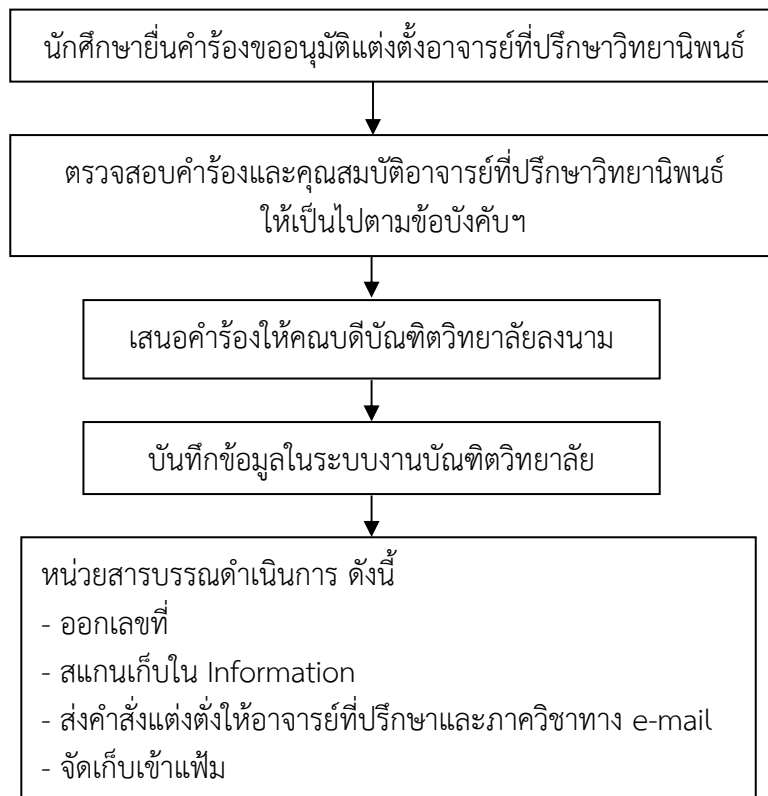 นักศึกษายื่นคำร้องขออนุมัติแต่งตั้งอาจารย์ที่ปรึกษาวิทยานิพนธ์
ตรวจสอบคำร้องและคุณสมบัติอาจารย์ที่ปรึกษาวิทยานิพนธ์
ให้เป็นไปตามข้อบังคับฯ
เสนอคำร้องให้คณบดีบัณฑิตวิทยาลัยลงนาม
บันทึกข้อมูลในระบบงานบัณฑิตวิทยาลัย
หน่วยสารบรรณดำเนินการ ดังนี้
- ออกเลขที่
- สแกนเก็บใน Information
- ส่งคำสั่งแต่งตั่งให้อาจารย์ที่ปรึกษาและภาควิชาทาง e-mail
- จัดเก็บเข้าแฟ้ม